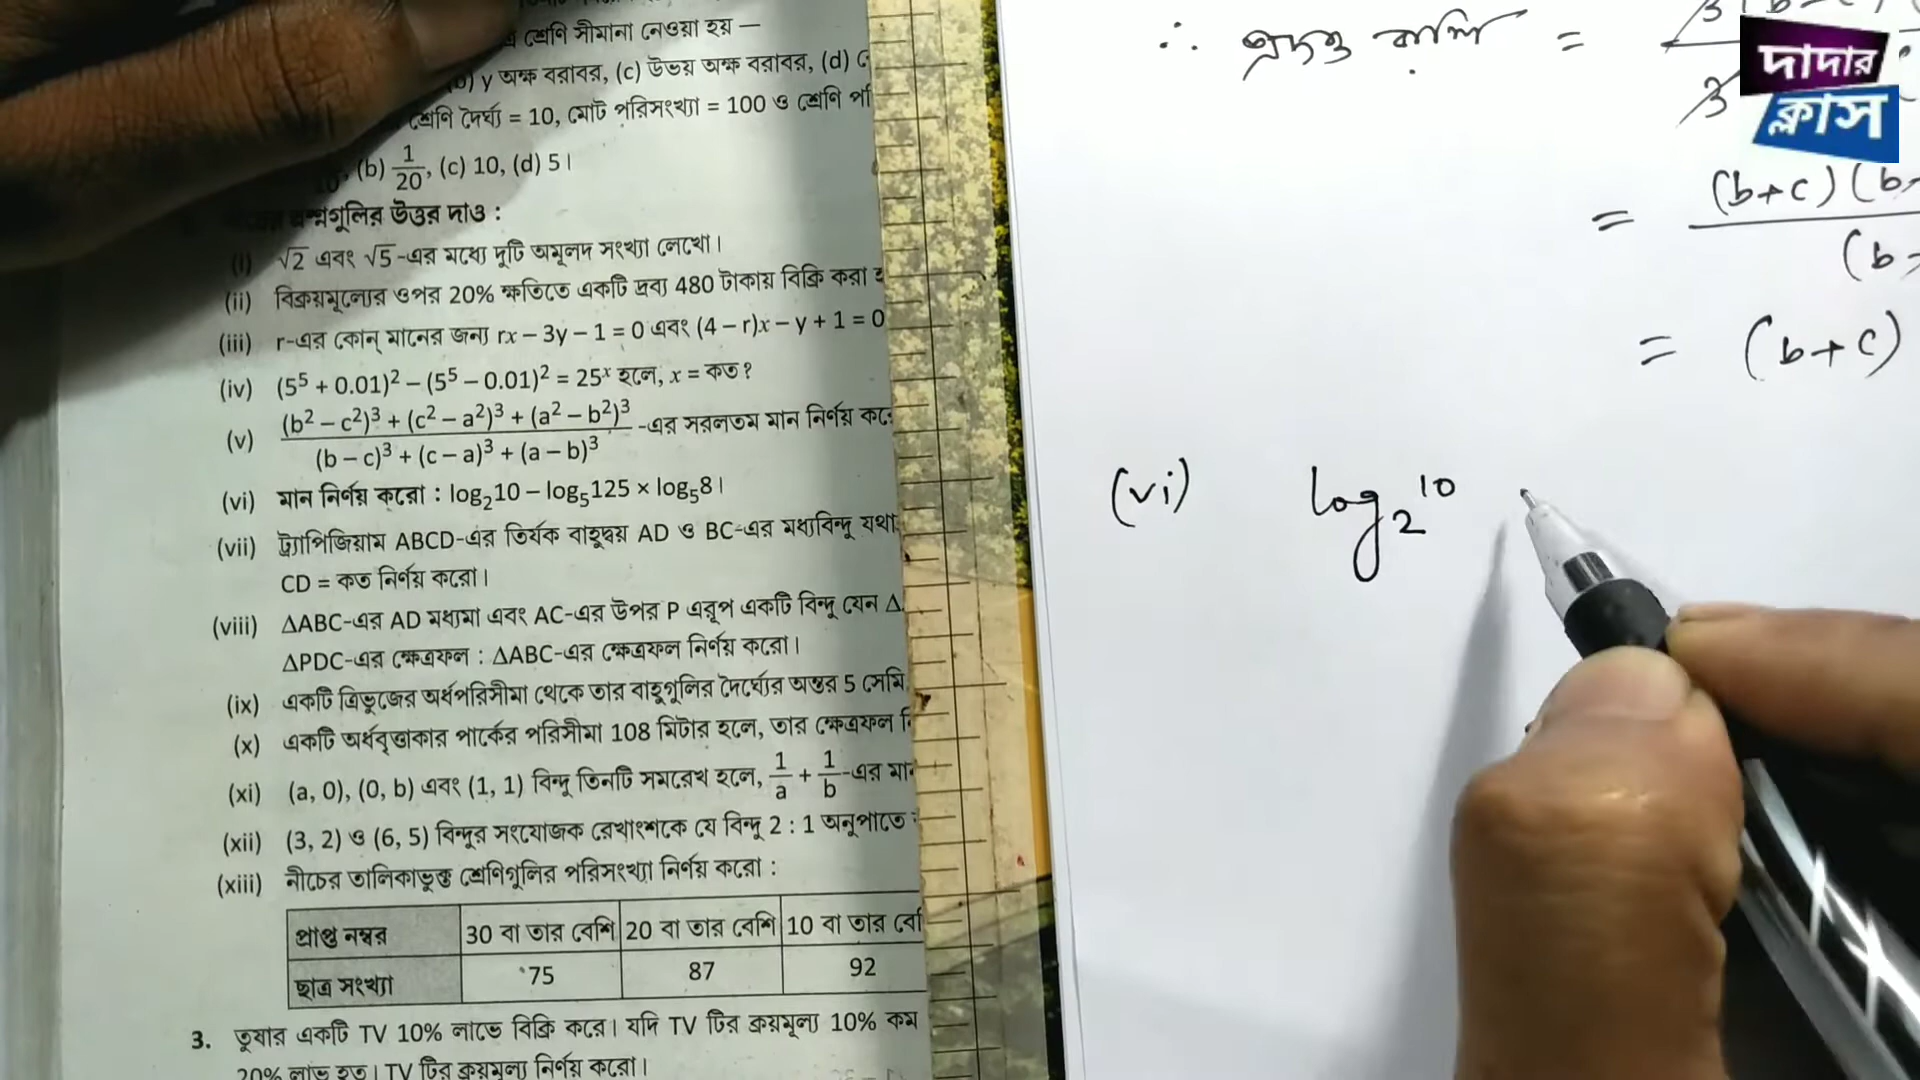 শ্রেণি সীমানা নেওয়া হয় —
y অক্ষ বরাবর, (c) উভয় অক্ষ বরাবর, (d)
শ্রেণি দৈর্ঘ্য = 10, মোট পরিসংখ্যা = 100 ও শ্রেণি
(b) 1/20, (c) 10, (d) 5।
প্রশ্নগুলির উত্তর দাও :
(i) √2 এবং √5-এর মধ্যে দুটি অমূলদ সংখ্যা লেখো।
(ii) বিক্রয়মূল্যের ওপর 20% ক্ষতিতে একটি দ্রব্য 480 টাকায় বিক্রি করা
(iii) r-এর কোন্ মানের জন্য rx – 3y – 1 = 0 এবং (4 – r)x – y + 1 = 0
(iv) (5⁵ + 0.01)² – (5⁵ – 0.01)² = 25ˣ হলে, x = কত?
(v) (b² – c²)³ + (c² – a²)³ + (a² – b²)³ / (b – c)³ + (c – a)³ + (a – b)³ -এর সরলতম মান নির্ণয়
(vi) মান নির্ণয় করো : log₂10 – log₅125 × log₅8।
(vii) ট্র্যাপিজিয়াম ABCD-এর তির্যক বাহুদ্বয় AD ও BC-এর মধ্যবিন্দু
CD = কত নির্ণয় করো।
(viii) ΔABC-এর AD মধ্যমা এবং AC-এর উপর P এরূপ একটি বিন্দু যেন Δ
ΔPDC-এর ক্ষেত্রফল : ΔABC-এর ক্ষেত্রফল নির্ণয় করো।
(ix) একটি ত্রিভুজের অর্ধপরিসীমা থেকে তার বাহুগুলির দৈর্ঘ্যের অন্তর 5 সেমি
(x) একটি অর্ধবৃত্তাকার পার্কের পরিসীমা 108 মিটার হলে, তার ক্ষেত্রফল
(xi) (a, 0), (0, b) এবং (1, 1) বিন্দু তিনটি সমরেখ হলে, 1/a + 1/b-এর
(xii) (3, 2) ও (6, 5) বিন্দুর সংযোজক রেখাংশকে যে বিন্দু 2 : 1 অনুপাতে
(xiii) নীচের তালিকাভুক্ত শ্রেণিগুলির পরিসংখ্যা নির্ণয় করো :
প্রাপ্ত নম্বর 30 বা তার বেশি 20 বা তার বেশি 10 বা তার
ছাত্র সংখ্যা 75 87 92
3. তুষার একটি TV 10% লাভে বিক্রি করে। যদি TV টির ক্রয়মূল্য 10% কম
20% লাভ হত। TV টির ক্রয়মূল্য নির্ণয় করো।
∴ প্রদত্ত রাশি =
= (b+c)
= (b+c)
(vi) log₂10
দাদার
ক্লাস